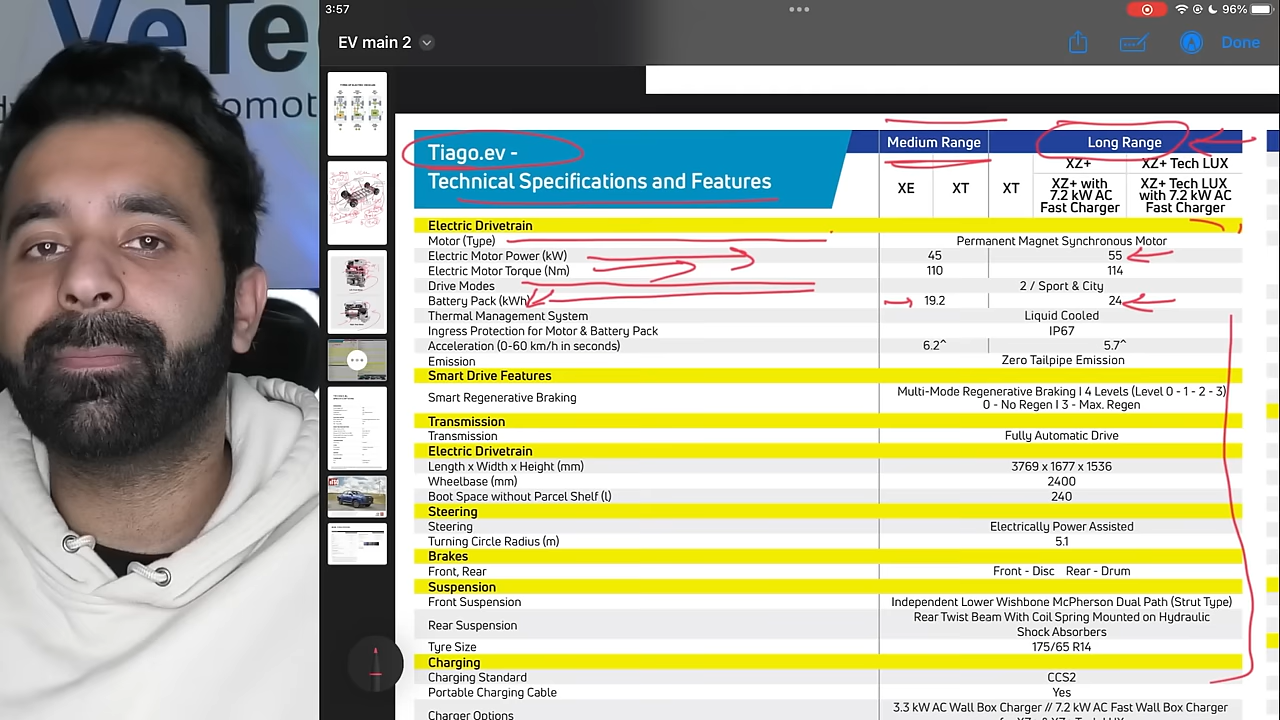 3:57
96%
EV main 2
Done
VeTe
omot
Tiago.ev -
Technical Specifications and Features
Medium Range
Long Range
XE
XT
XT
XZ+
XZ+ with
7.2 kW AC
Fast Charger
XZ+ Tech LUX
XZ+ Tech LUX
with 7.2 kW AC
Fast Charger
Electric Drivetrain
Motor (Type) Permanent Magnet Synchronous Motor
Electric Motor Power (kW) 45 55
Electric Motor Torque (Nm) 110 114
Drive Modes 2 / Sport & City
Battery Pack (kWh) 19.2 24
Thermal Management System Liquid Cooled
Ingress Protection for Motor & Battery Pack IP67
Acceleration (0-60 km/h in seconds) 6.2^ 5.7^
Emission Zero Tailpipe Emission
Smart Drive Features
Smart Regenerative Braking Multi-Mode Regenerative Braking I 4 Levels (Level 0 - 1 - 2 - 3)
0 - No Regen I 3 - Max. Regen
Transmission
Transmission Fully Automatic Drive
Electric Drivetrain
Length x Width x Height (mm) 3769 x 1677 x 1536
Wheelbase (mm) 2400
Boot Space without Parcel Shelf (l) 240
Steering
Steering Electrically Power Assisted
Turning Circle Radius (m) 5.1
Brakes
Front, Rear Front - Disc Rear - Drum
Suspension
Front Suspension Independent Lower Wishbone McPherson Dual Path (Strut Type)
Rear Suspension Rear Twist Beam With Coil Spring Mounted on Hydraulic
Shock Absorbers
Tyre Size 175/65 R14
Charging
Charging Standard CCS2
Portable Charging Cable Yes
Charger Options 3.3 kW AC Wall Box Charger // 7.2 kW AC Fast Wall Box Charger